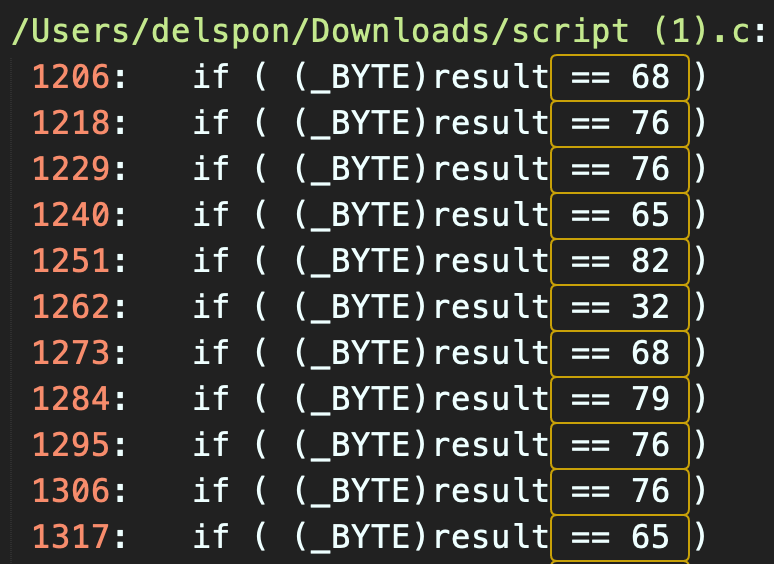 /Users/delspon/Downloads/script (1).c:
1206:   if ( (_BYTE)result == 68 )
1218:   if ( (_BYTE)result == 76 )
1229:   if ( (_BYTE)result == 76 )
1240:   if ( (_BYTE)result == 65 )
1251:   if ( (_BYTE)result == 82 )
1262:   if ( (_BYTE)result == 32 )
1273:   if ( (_BYTE)result == 68 )
1284:   if ( (_BYTE)result == 79 )
1295:   if ( (_BYTE)result == 76 )
1306:   if ( (_BYTE)result == 76 )
1317:   if ( (_BYTE)result == 65 )